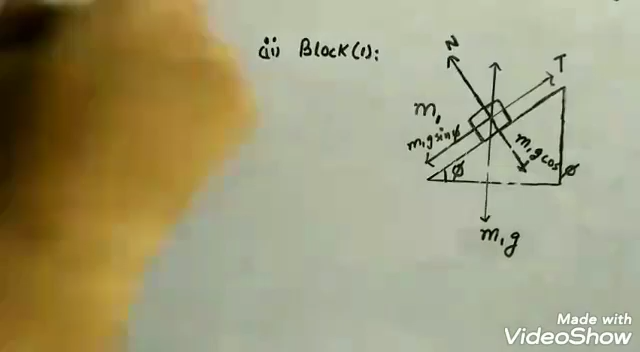 (ii) Block(1):
N
T
m₁
m₁g sinϕ
m₁g cosϕ
ϕ
m₁g
Made with
VideoShow